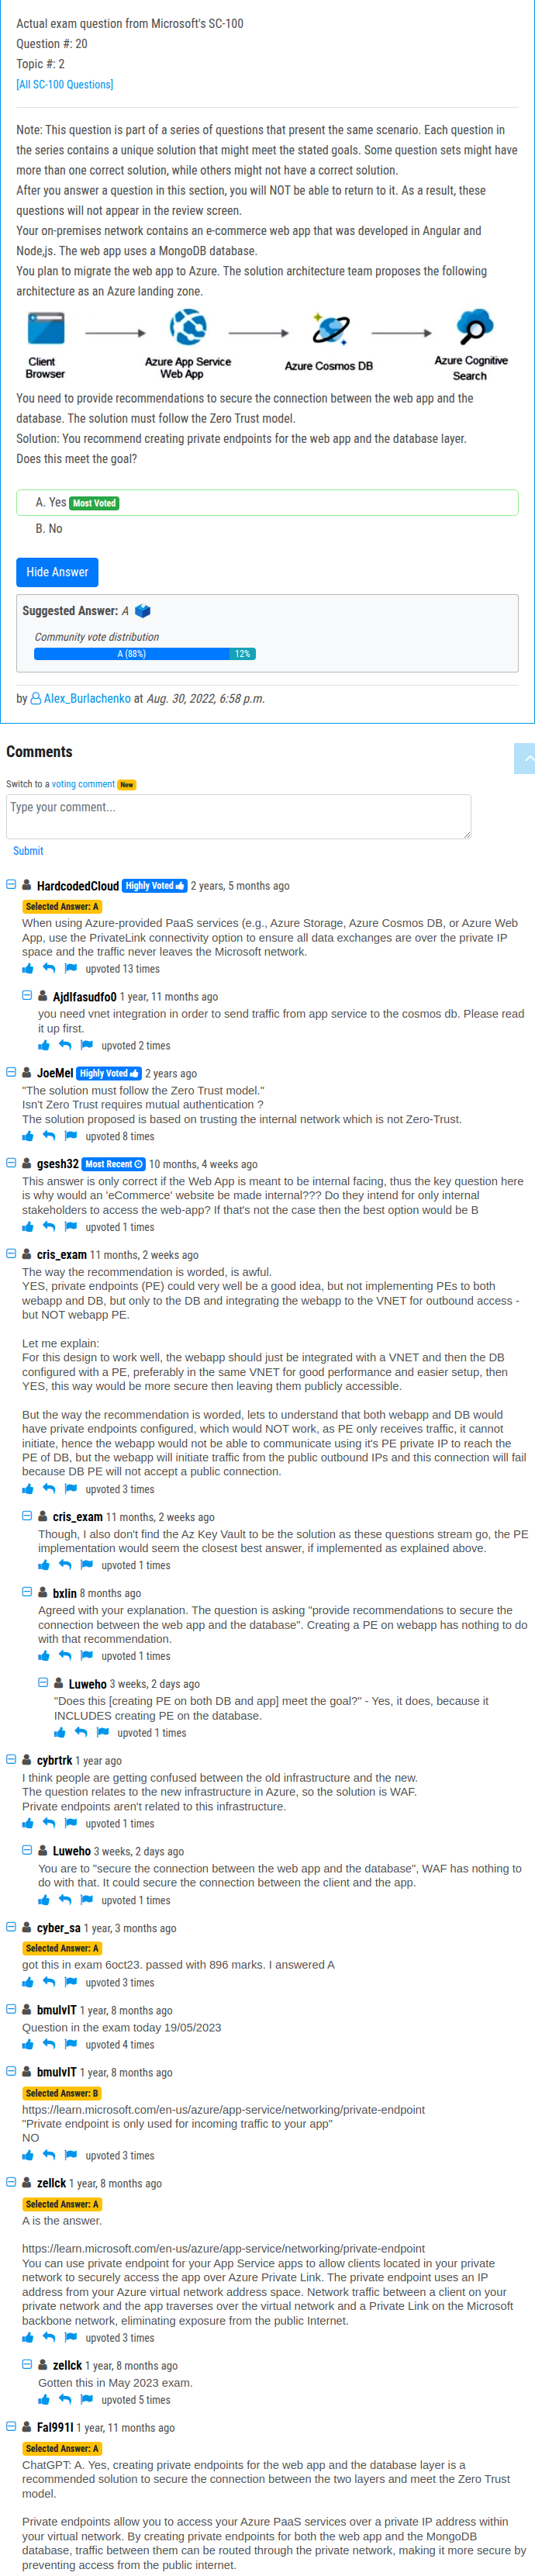 Actual exam question from Microsoft's SC-100
Question #: 20
Topic #: 2
[All SC-100 Questions]
Note: This question is part of a series of questions that present the same scenario. Each question in
the series contains a unique solution that might meet the stated goals. Some question sets might have
more than one correct solution, while others might not have a correct solution.
After you answer a question in this section, you will NOT be able to return to it. As a result, these
questions will not appear in the review screen.
Your on-premises network contains an e-commerce web app that was developed in Angular and
Node,js. The web app uses a MongoDB database.
You plan to migrate the web app to Azure. The solution architecture team proposes the following
architecture as an Azure landing zone.
Client
Browser
Azure App Service
Web App
Azure Cosmos DB
Azure Cognitive
Search
You need to provide recommendations to secure the connection between the web app and the
database. The solution must follow the Zero Trust model.
Solution: You recommend creating private endpoints for the web app and the database layer.
Does this meet the goal?
A. Yes Most Voted
B. No
Hide Answer
Suggested Answer: A
Community vote distribution
A (88%) 12%
by Alex_Burlachenko at Aug. 30, 2022, 6:58 p.m.
Comments
Switch to a voting comment New
Type your comment...
Submit
HardcodedCloud Highly Voted 2 years, 5 months ago
Selected Answer: A
When using Azure-provided PaaS services (e.g., Azure Storage, Azure Cosmos DB, or Azure Web
App, use the PrivateLink connectivity option to ensure all data exchanges are over the private IP
space and the traffic never leaves the Microsoft network.
upvoted 13 times
Ajdlfasudfo0 1 year, 11 months ago
you need vnet integration in order to send traffic from app service to the cosmos db. Please read
it up first.
upvoted 2 times
JoeMel Highly Voted 2 years ago
"The solution must follow the Zero Trust model."
Isn't Zero Trust requires mutual authentication ?
The solution proposed is based on trusting the internal network which is not Zero-Trust.
upvoted 8 times
gsesh32 Most Recent 10 months, 4 weeks ago
This answer is only correct if the Web App is meant to be internal facing, thus the key question here
is why would an 'eCommerce' website be made internal??? Do they intend for only internal
stakeholders to access the web-app? If that's not the case then the best option would be B
upvoted 1 times
cris_exam 11 months, 2 weeks ago
The way the recommendation is worded, is awful.
YES, private endpoints (PE) could very well be a good idea, but not implementing PEs to both
webapp and DB, but only to the DB and integrating the webapp to the VNET for outbound access -
but NOT webapp PE.
Let me explain:
For this design to work well, the webapp should just be integrated with a VNET and then the DB
configured with a PE, preferably in the same VNET for good performance and easier setup, then
YES, this way would be more secure then leaving them publicly accessible.
But the way the recommendation is worded, lets to understand that both webapp and DB would
have private endpoints configured, which would NOT work, as PE only receives traffic, it cannot
initiate, hence the webapp would not be able to communicate using it's PE private IP to reach the
PE of DB, but the webapp will initiate traffic from the public outbound IPs and this connection will fail
because DB PE will not accept a public connection.
upvoted 3 times
cris_exam 11 months, 2 weeks ago
Though, I also don't find the Az Key Vault to be the solution as these questions stream go, the PE
implementation would seem the closest best answer, if implemented as explained above.
upvoted 1 times
bxlin 8 months ago
Agreed with your explanation. The question is asking "provide recommendations to secure the
connection between the web app and the database". Creating a PE on webapp has nothing to do
with that recommendation.
upvoted 1 times
Luweho 3 weeks, 2 days ago
"Does this [creating PE on both DB and app] meet the goal?" - Yes, it does, because it
INCLUDES creating PE on the database.
upvoted 1 times
cybrtrk 1 year ago
I think people are getting confused between the old infrastructure and the new.
The question relates to the new infrastructure in Azure, so the solution is WAF.
Private endpoints aren't related to this infrastructure.
upvoted 1 times
Luweho 3 weeks, 2 days ago
You are to "secure the connection between the web app and the database", WAF has nothing to
do with that. It could secure the connection between the client and the app.
upvoted 1 times
cyber_sa 1 year, 3 months ago
Selected Answer: A
got this in exam 6oct23. passed with 896 marks. I answered A
upvoted 3 times
bmulvIT 1 year, 8 months ago
Question in the exam today 19/05/2023
upvoted 4 times
bmulvIT 1 year, 8 months ago
Selected Answer: B
https://learn.microsoft.com/en-us/azure/app-service/networking/private-endpoint
"Private endpoint is only used for incoming traffic to your app"
NO
upvoted 3 times
zellck 1 year, 8 months ago
Selected Answer: A
A is the answer.
https://learn.microsoft.com/en-us/azure/app-service/networking/private-endpoint
You can use private endpoint for your App Service apps to allow clients located in your private
network to securely access the app over Azure Private Link. The private endpoint uses an IP
address from your Azure virtual network address space. Network traffic between a client on your
private network and the app traverses over the virtual network and a Private Link on the Microsoft
backbone network, eliminating exposure from the public Internet.
upvoted 3 times
zellck 1 year, 8 months ago
Gotten this in May 2023 exam.
upvoted 5 times
Fal991l 1 year, 11 months ago
Selected Answer: A
ChatGPT: A. Yes, creating private endpoints for the web app and the database layer is a
recommended solution to secure the connection between the two layers and meet the Zero Trust
model.
Private endpoints allow you to access your Azure PaaS services over a private IP address within
your virtual network. By creating private endpoints for both the web app and the MongoDB
database, traffic between them can be routed through the private network, making it more secure by
preventing access from the public internet.